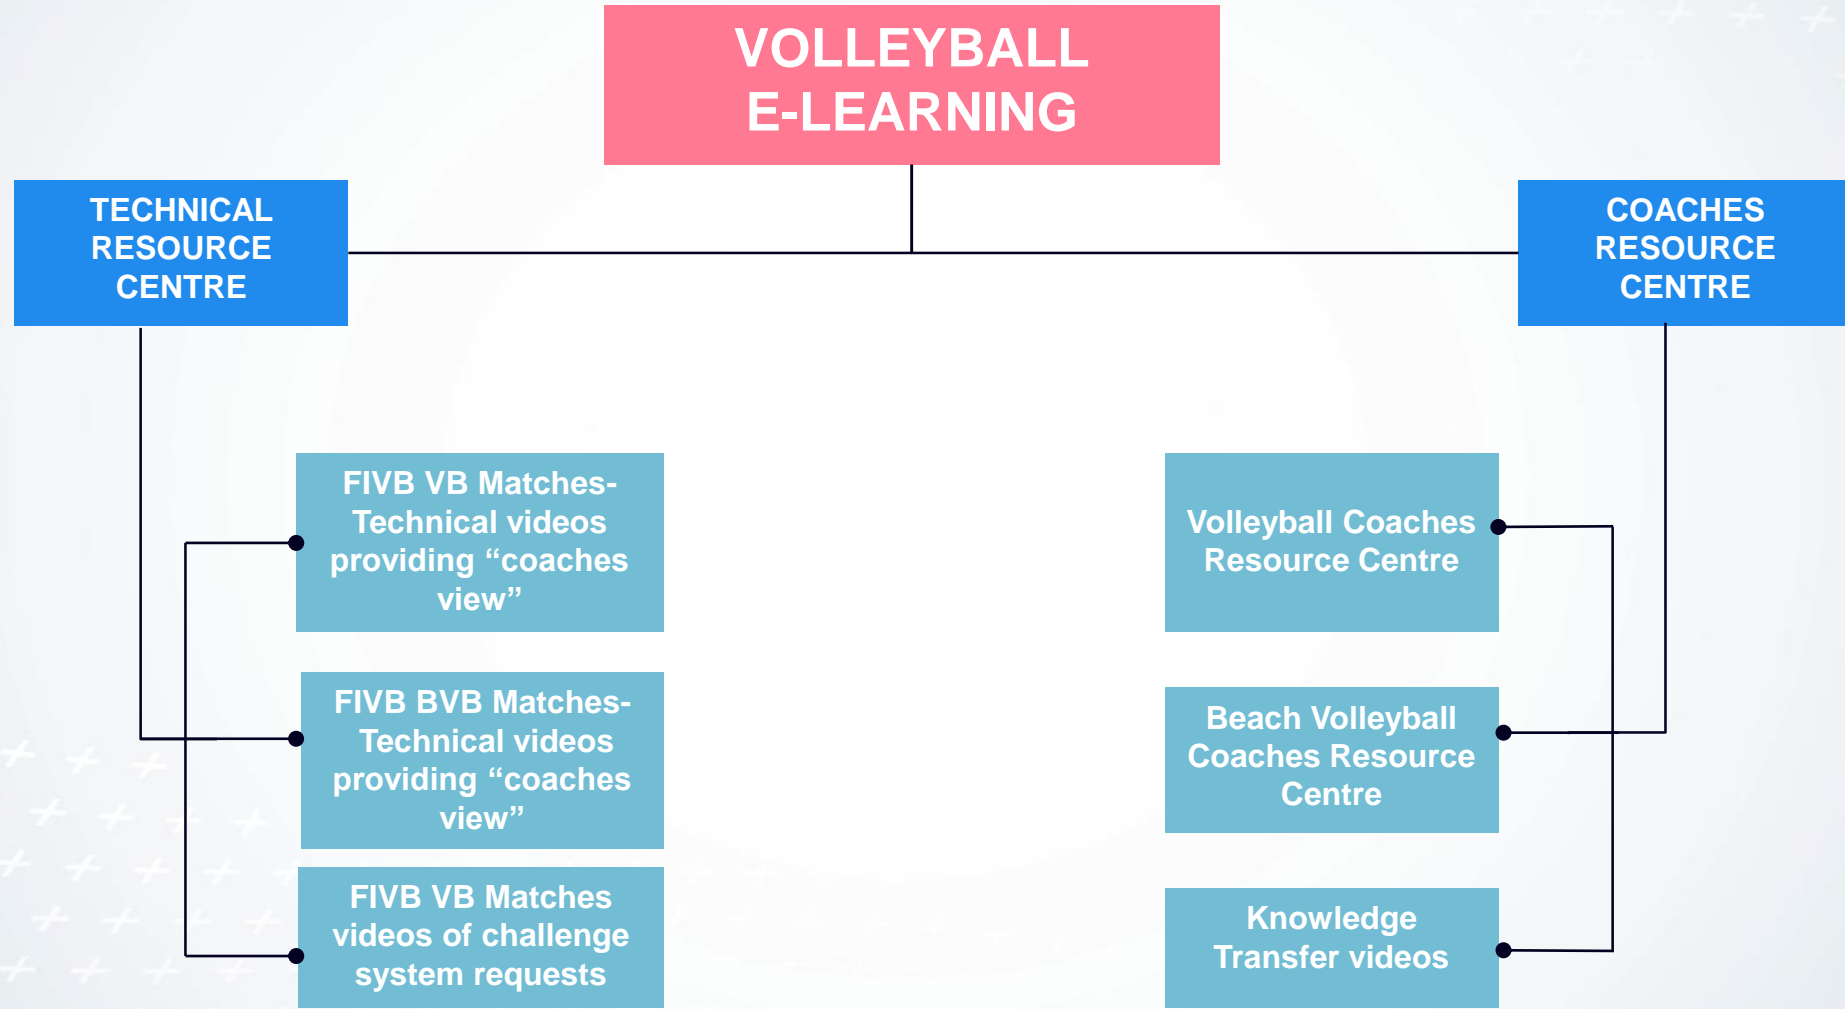 VOLLEYBALL
E-LEARNING
TECHNICAL
RESOURCE
CENTRE
COACHES
RESOURCE
CENTRE
FIVB VB Matches-
Technical videos
providing “coaches
view”
FIVB BVB Matches-
Technical videos
providing “coaches
view”
FIVB VB Matches
videos of challenge
system requests
Volleyball Coaches
Resource Centre
Beach Volleyball
Coaches Resource
Centre
Knowledge
Transfer videos